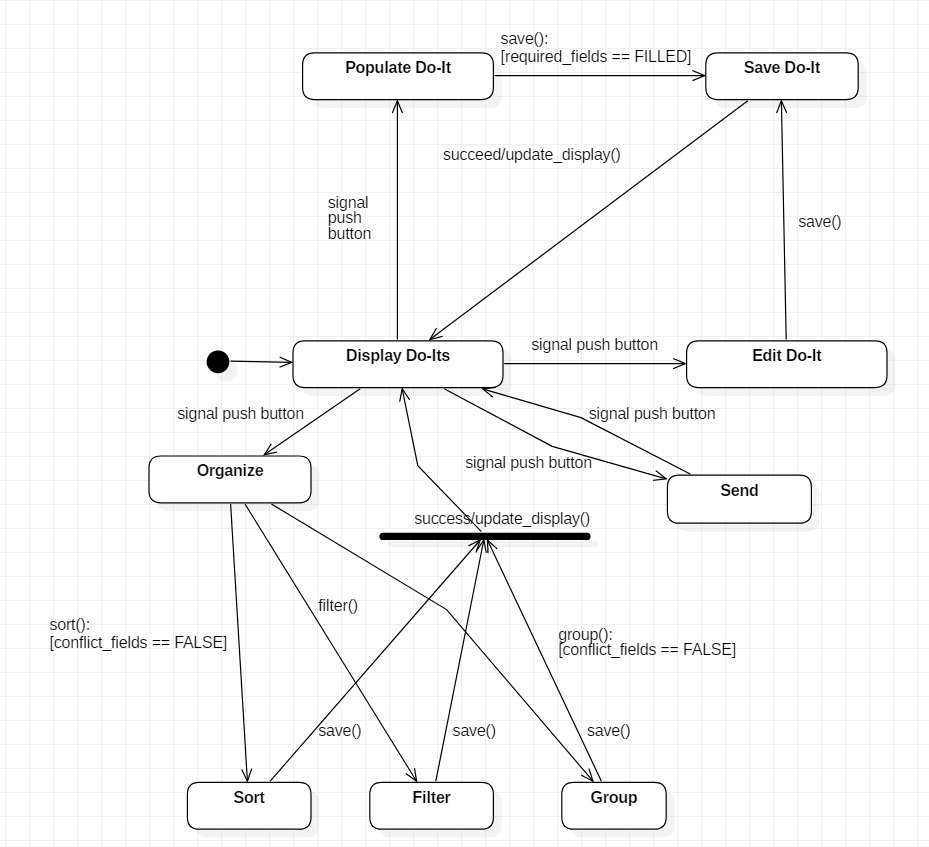 save():
[required_fields == FILLED]
Populate Do-It
Save Do-It
succeed/update_display()
signal
push
button
save()
signal push button
Display Do-Its
Edit Do-It
signal push button
signal push button
signal push button
Organize
Send
success/update_display()
filter()
sort():
[conflict_fields == FALSE]
group():
[conflict_fields == FALSE]
save()
save()
save()
Sort
Filter
Group